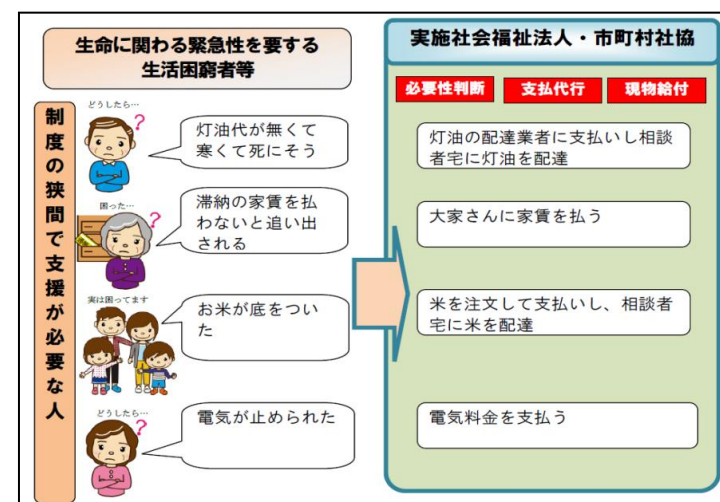 生命に関わる緊急性を要する
生活困窮者等
制度の狭間で支援が必要な人
どうしたら…
?
灯油代が無くて
寒くて死にそう
困った…
?
滞納の家賃を払
わないと追い出
される
実は困ってます
お米が底をつい
た
どうしたら…
?
電気が止められた
実施社会福祉法人・市町村社協
必要性判断
支払代行
現物給付
灯油の配達業者に支払いし相談
者宅に灯油を配達
大家さんに家賃を払う
米を注文して支払いし、相談者
宅に米を配達
電気料金を支払う